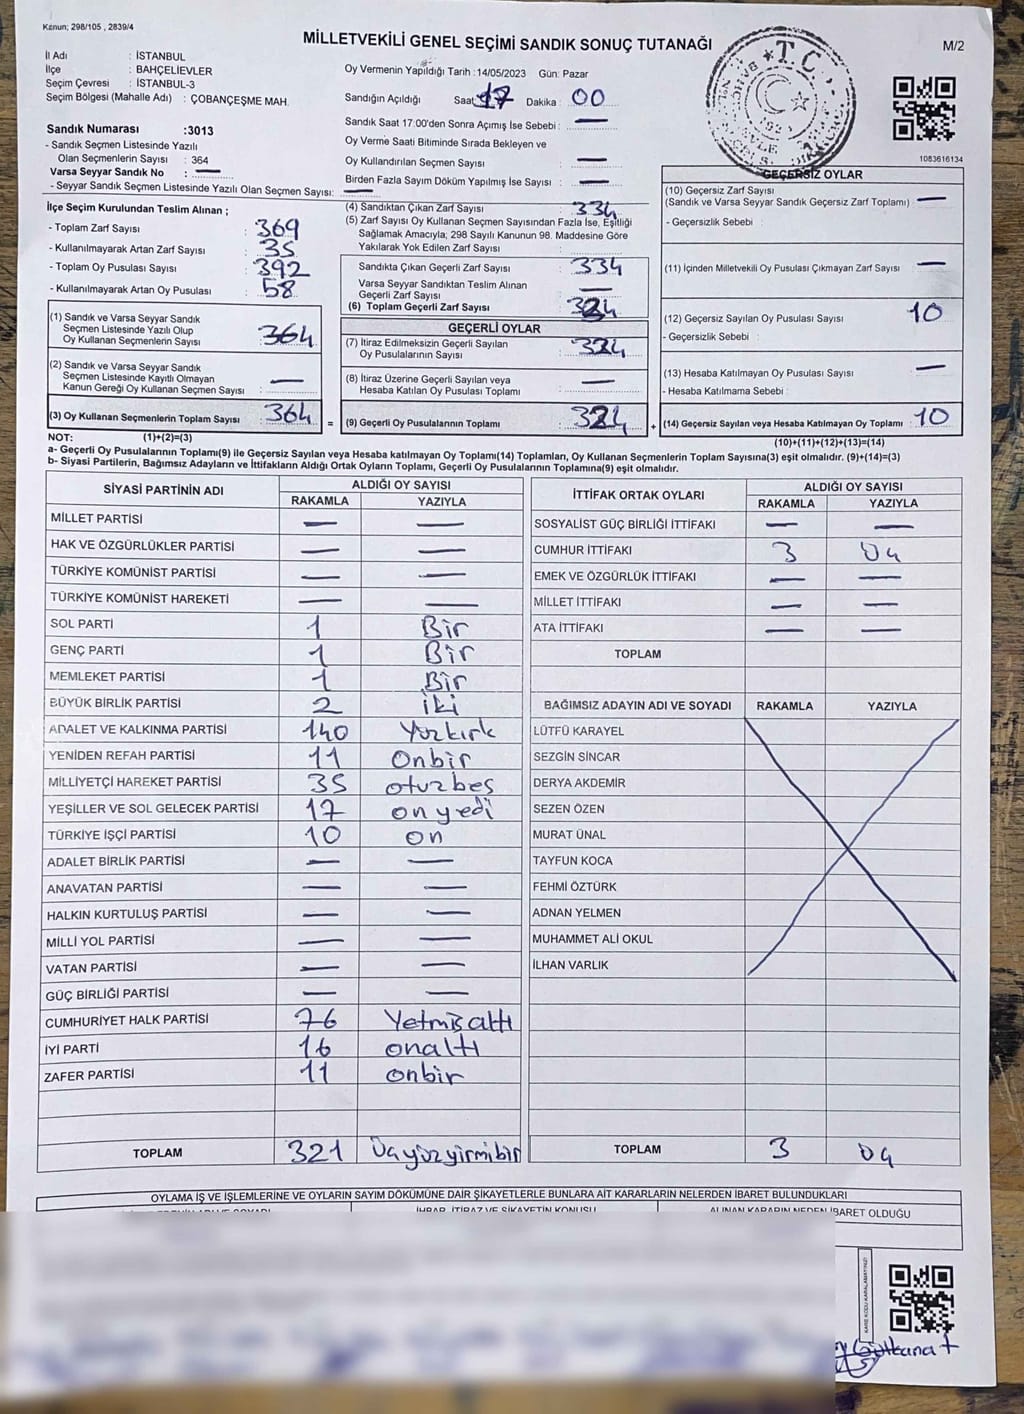 Kanun; 298/105 , 2839/4
MİLLETVEKİLİ GENEL SEÇİMİ SANDIK SONUÇ TUTANAĞI
M/2
İl Adı : İSTANBUL
İlçe : BAHÇELİEVLER
Seçim Çevresi : İSTANBUL-3
Seçim Bölgesi (Mahalle Adı) : ÇOBANÇEŞME MAH.
Sandık Numarası :3013
- Sandık Seçmen Listesinde Yazılı
Olan Seçmenlerin Sayısı : 364
Varsa Seyyar Sandık No : —
- Seyyar Sandık Seçmen Listesinde Yazılı Olan Seçmen Sayısı: —
Oy Vermenin Yapıldığı Tarih :14/05/2023 Gün: Pazar
Sandığın Açıldığı Saat 17 Dakika : 00
Sandık Saat 17:00'den Sonra Açımış İse Sebebi : —
Oy Verme Saati Bitiminde Sırada Bekleyen ve
Oy Kullandırılan Seçmen Sayısı —
Birden Fazla Sayım Döküm Yapılmış İse Sayısı : —
T.C.
1083616134
İlçe Seçim Kurulundan Teslim Alınan ;
- Toplam Zarf Sayısı : 369
- Kullanılmayarak Artan Zarf Sayısı : 35
- Toplam Oy Pusulası Sayısı : 392
- Kullanılmayarak Artan Oy Pusulası : 58
(1) Sandık ve Varsa Seyyar Sandık
Seçmen Listesinde Yazılı Olup
Oy Kullanan Seçmenlerin Sayısı : 364
(2) Sandık ve Varsa Seyyar Sandık
Seçmen Listesinde Kayıtlı Olmayan
Kanun Gereği Oy Kullanan Seçmen Sayısı : —
(3) Oy Kullanan Seçmenlerin Toplam Sayısı : 364 =
(4) Sandıktan Çıkan Zarf Sayısı : 334
(5) Zarf Sayısı Oy Kullanan Seçmen Sayısından Fazla İse, Eşitliği
Sağlamak Amacıyla; 298 Sayılı Kanunun 98. Maddesine Göre
Yakılarak Yok Edilen Zarf Sayısı :
Sandıkta Çıkan Geçerli Zarf Sayısı : 334
Varsa Seyyar Sandıktan Teslim Alınan
Geçerli Zarf Sayısı : —
(6) Toplam Geçerli Zarf Sayısı : 324
GEÇERLİ OYLAR
(7) İtiraz Edilmeksizin Geçerli Sayılan
Oy Pusulalarının Sayısı : 324
(8) İtiraz Üzerine Geçerli Sayılan veya
Hesaba Katılan Oy Pusulası Toplamı : —
(9) Geçerli Oy Pusulalarının Toplamı : 324 +
GEÇERSİZ OYLAR
(10) Geçersiz Zarf Sayısı
(Sandık ve Varsa Seyyar Sandık Geçersiz Zarf Toplamı) : —
- Geçersizlik Sebebi :
(11) İçinden Milletvekili Oy Pusulası Çıkmayan Zarf Sayısı : —
(12) Geçersiz Sayılan Oy Pusulası Sayısı : 10
- Geçersizlik Sebebi :
(13) Hesaba Katılmayan Oy Pusulası Sayısı : —
- Hesaba Katılmama Sebebi :
(14) Geçersiz Sayılan veya Hesaba Katılmayan Oy Toplamı : 10
(10)+(11)+(12)+(13)=(14)
NOT: (1)+(2)=(3)
a- Geçerli Oy Pusulaları Toplamı(9) ile Geçersiz Sayılan veya Hesaba katılmayan Oy Toplamı(14) Toplamları, Oy Kullanan Seçmenlerin Toplam Sayısına(3) eşit olmalıdır. (9)+(14)=(3)
b- Siyasi Partilerin, Bağımsız Adayların ve İttifakların Aldığı Ortak Oyların Toplamı, Geçerli Oy Pusulalarının Toplamına(9) eşit olmalıdır.
SİYASİ PARTİNİN ADI ALDIĞI OY SAYISI
RAKAMLA YAZIYLA
MİLLET PARTİSİ — —
HAK VE ÖZGÜRLÜKLER PARTİSİ — —
TÜRKİYE KOMÜNİST PARTİSİ — —
TÜRKİYE KOMÜNİST HAREKETİ — —
SOL PARTİ 1 Bir
GENÇ PARTİ 1 Bir
MEMLEKET PARTİSİ 1 Bir
BÜYÜK BİRLİK PARTİSİ 2 iki
ADALET VE KALKINMA PARTİSİ 140 Yüzkırk
YENİDEN REFAH PARTİSİ 11 Onbir
MİLLİYETÇİ HAREKET PARTİSİ 35 otuzbeş
YEŞİLLER VE SOL GELECEK PARTİSİ 17 onyedi
TÜRKİYE İŞÇİ PARTİSİ 10 on
ADALET BİRLİK PARTİSİ — —
ANAVATAN PARTİSİ — —
HALKIN KURTULUŞ PARTİSİ — —
MİLLİ YOL PARTİSİ — —
VATAN PARTİSİ — —
GÜÇ BİRLİĞİ PARTİSİ — —
CUMHURİYET HALK PARTİSİ 76 Yetmişaltı
İYİ PARTİ 16 onaltı
ZAFER PARTİSİ 11 onbir
TOPLAM 321 Üçyüzyirmibir
İTTİFAK ORTAK OYLARI ALDIĞI OY SAYISI
RAKAMLA YAZIYLA
SOSYALİST GÜÇ BİRLİĞİ İTTİFAKI — —
CUMHUR İTTİFAKI 3 Üç
EMEK VE ÖZGÜRLÜK İTTİFAKI — —
MİLLET İTTİFAKI — —
ATA İTTİFAKI — —
TOPLAM
BAĞIMSIZ ADAYIN ADI VE SOYADI RAKAMLA YAZIYLA
LÜTFÜ KARAYEL
SEZGİN SİNCAR
DERYA AKDEMİR
SEZEN ÖZEN
MURAT ÜNAL
TAYFUN KOCA
FEHMİ ÖZTÜRK
ADNAN YELMEN
MUHAMMET ALİ OKUL
İLHAN VARLIK
TOPLAM 3 Üç
OYLAMA İŞ VE İŞLEMLERİNE VE OYLARIN SAYIM DÖKÜMÜNE DAİR ŞİKAYETLERLE BUNLARA AİT KARARLARIN NELERDEN İBARET BULUNDUKLARI
İHBAR, İTİRAZ VE ŞİKAYETİN KONUSU
ALINAN KARARIN NEDEN İBARET OLDUĞU
KARE KODU KARALAMAYINIZ!